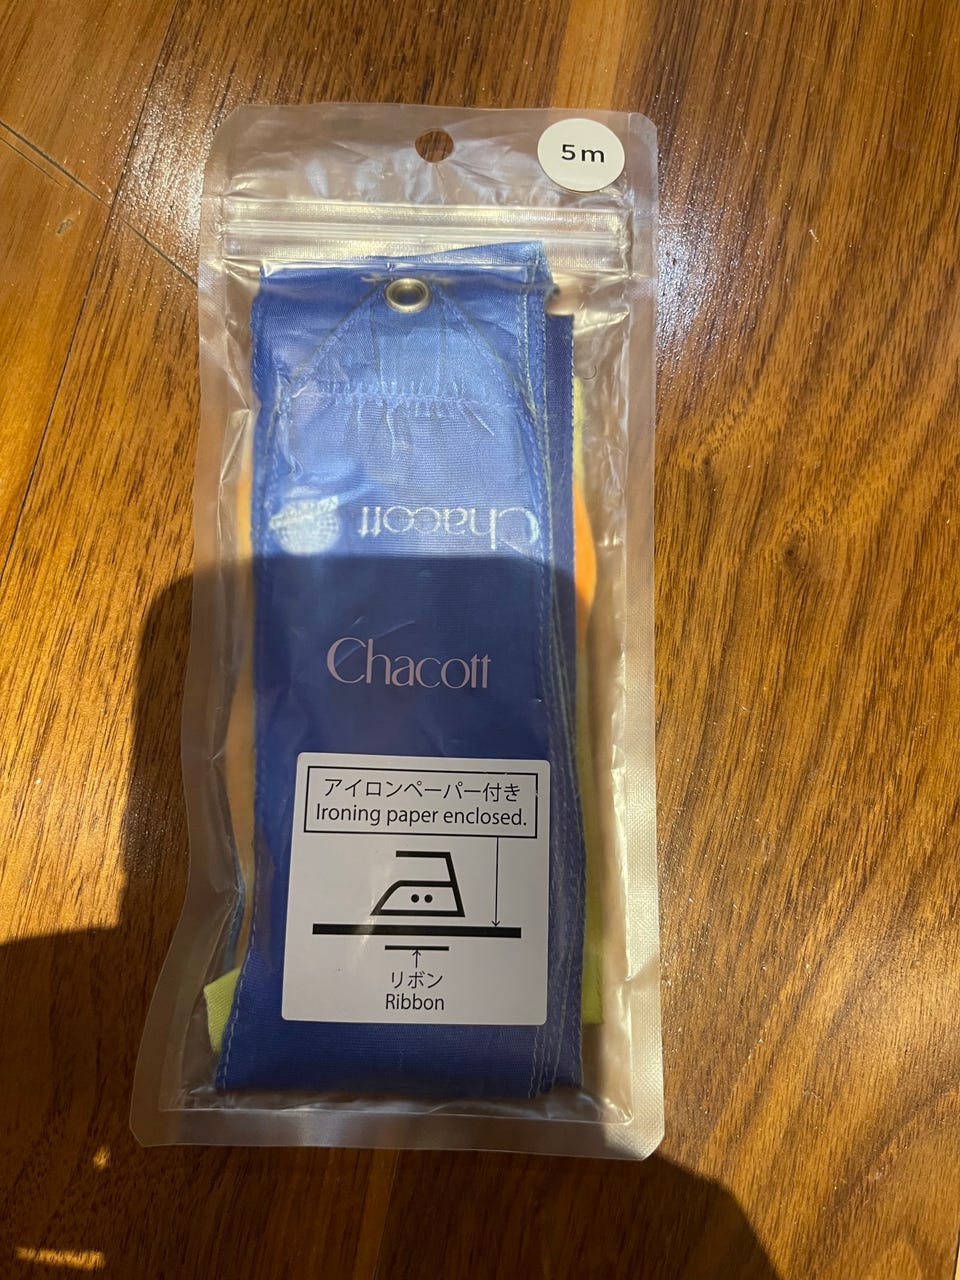 5m
Chacott
Chacott
アイロンペーパー付き
Ironing paper enclosed.
リボン
Ribbon